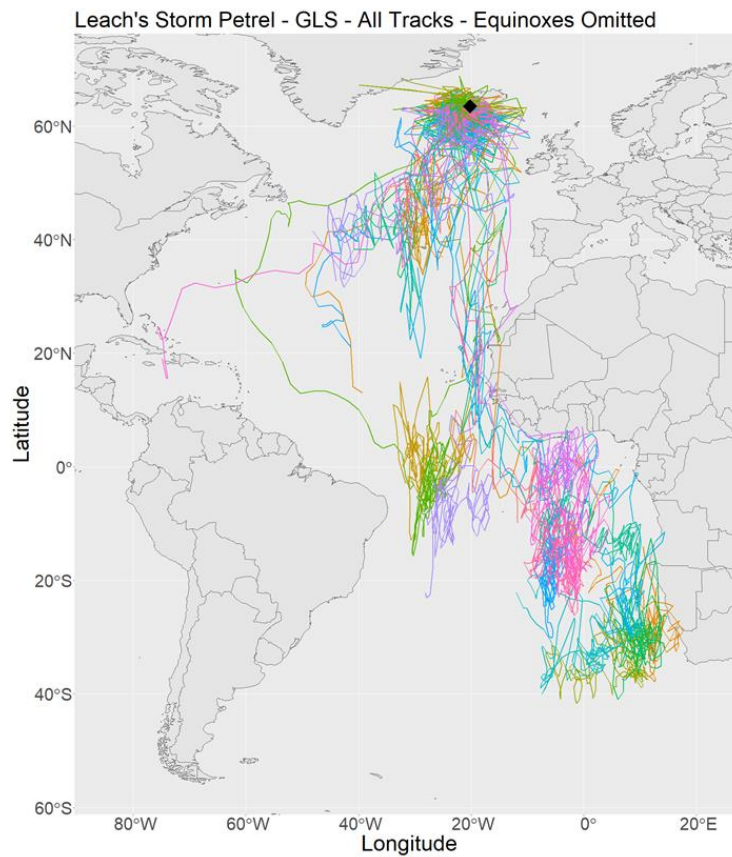 Leach's Storm Petrel - GLS - All Tracks - Equinoxes Omitted
60°N
40°N
20°N
0°
20°S
40°S
60°S
Latitude
80°W 60°W 40°W 20°W 0° 20°E
Longitude